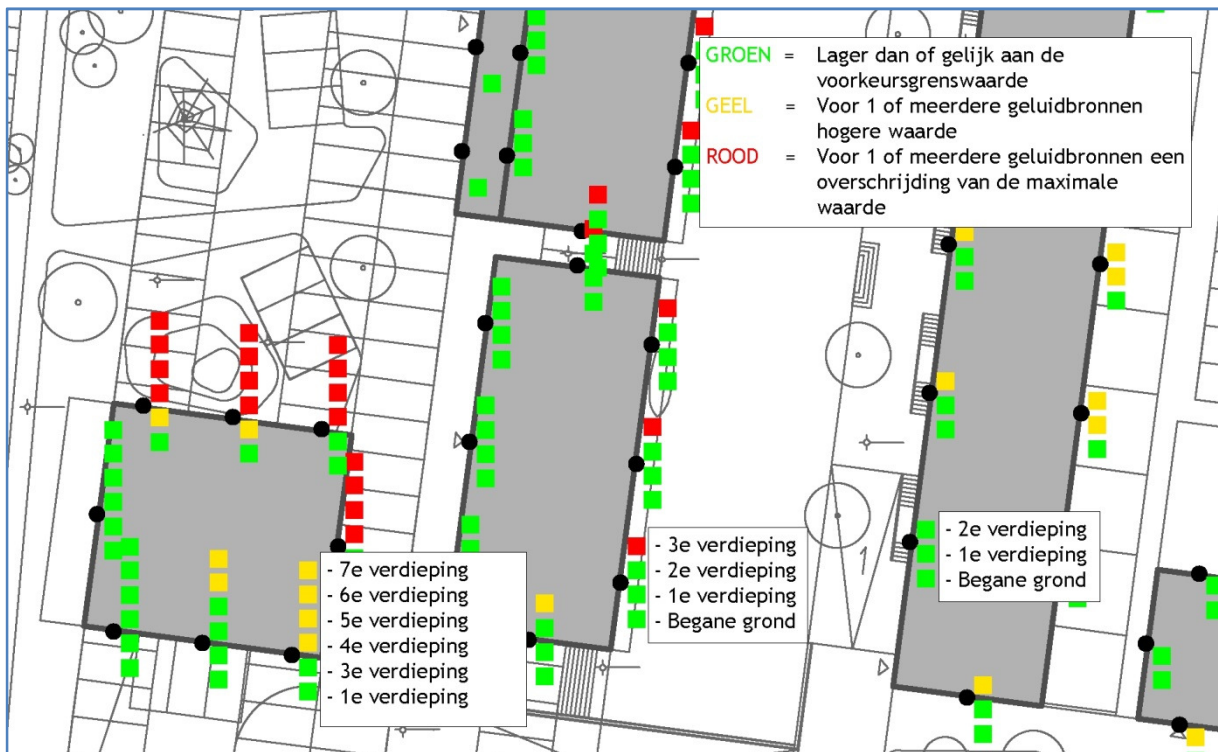 GROEN = Lager dan of gelijk aan de
voorkeursgrenswaarde
GEEL = Voor 1 of meerdere geluidbronnen
hogere waarde
ROOD = Voor 1 of meerdere geluidbronnen een
overschrijding van de maximale
waarde
- 7e verdieping
- 6e verdieping
- 5e verdieping
- 4e verdieping
- 3e verdieping
- 1e verdieping
- 3e verdieping
- 2e verdieping
- 1e verdieping
- Begane grond
- 2e verdieping
- 1e verdieping
- Begane grond